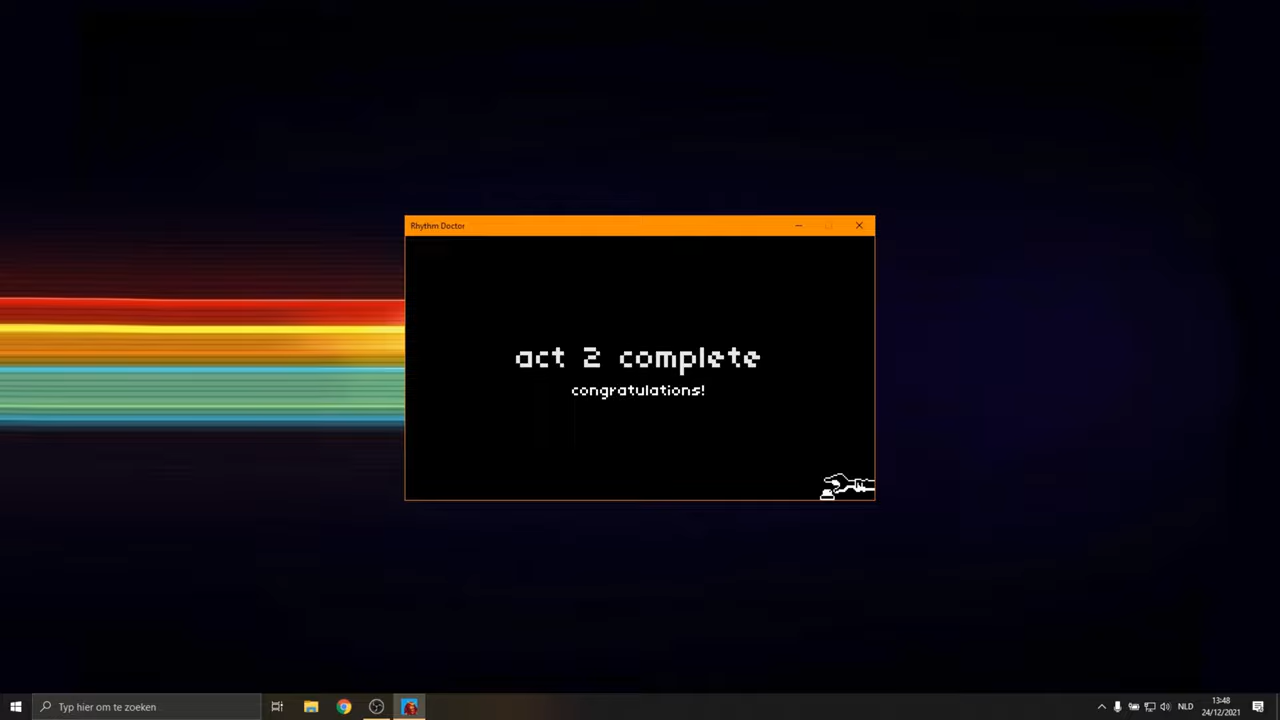 Rhythm Doctor
act 2 complete
congratulations!
Typ hier om te zoeken
NLD
13:48
24/12/2021